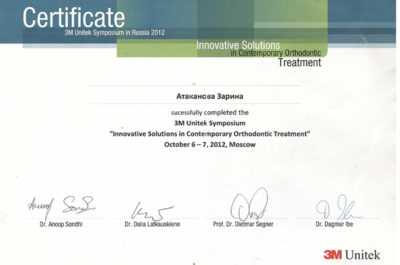 Certificate
3M Unitek Symposium in Russia 2012
Innovative Solutions
in Contemporary Orthodontic
Treatment
Атаканова Зарина
sucessfully completed the
3M Unitek Symposium
"Innovative Solutions in Contemporary Orthodontic Treatment"
October 6 – 7, 2012, Moscow
Dr. Anoop Sondhi Dr. Dalia Latkauskiene Prof. Dr. Dietmar Segner Dr. Dagmar Ibe
3M Unitek